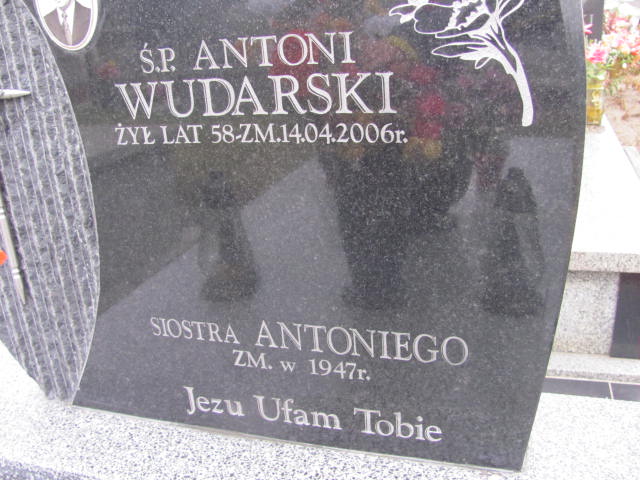 Ś.P. ANTONI
WUDARSKI
ŻYŁ LAT 58-ZM.14.04.2006r.
SIOSTRA ANTONIEGO
ZM. w 1947r.
Jezu Ufam Tobie